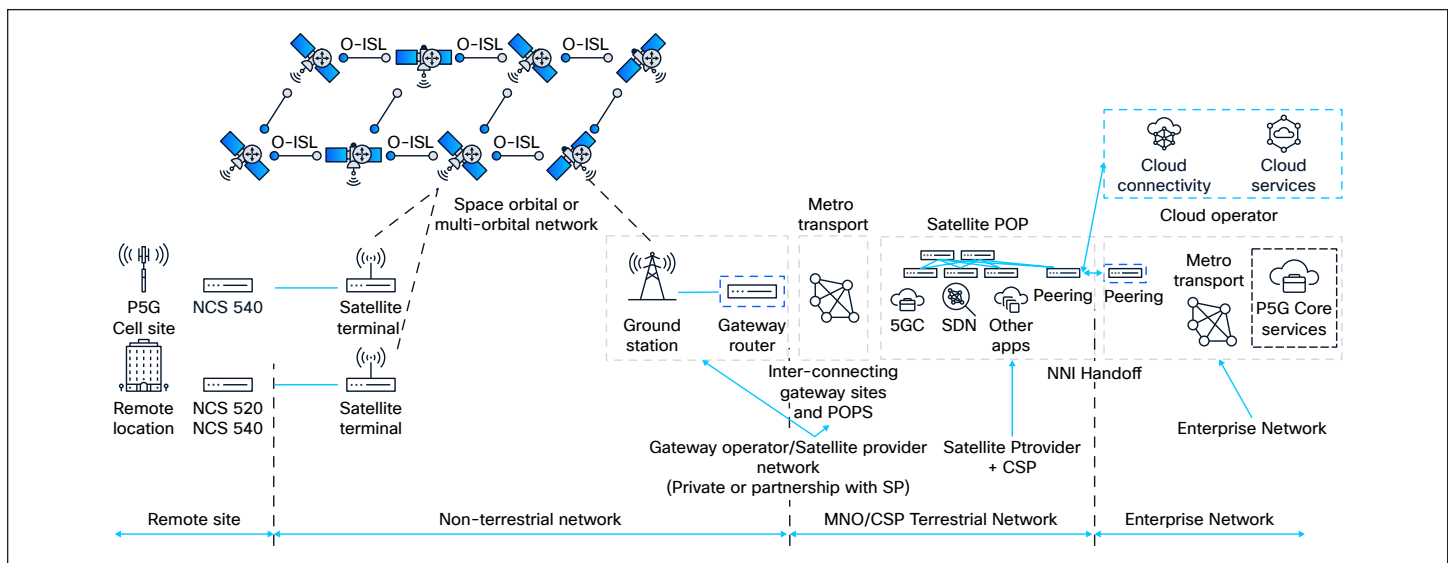 O-ISL
O-ISL
O-ISL
O-ISL
O-ISL
O-ISL
Space orbital or
multi-orbital network
P5G
Cell site
NCS 540
Satellite
terminal
Remote
location
NCS 520
NCS 540
Satellite
terminal
Ground
station
Gateway
router
Metro
transport
Inter-connecting
gateway sites
and POPS
Gateway operator/Satellite provider
network
(Private or partnership with SP)
Satellite POP
5GC
SDN
Other
apps
Peering
Satellite Ptrovider
+ CSP
NNI Handoff
Cloud
connectivity
Cloud
services
Cloud operator
Peering
Metro
transport
P5G Core
services
Enterprise Network
Remote site
Non-terrestrial network
MNO/CSP Terrestrial Network
Enterprise Network